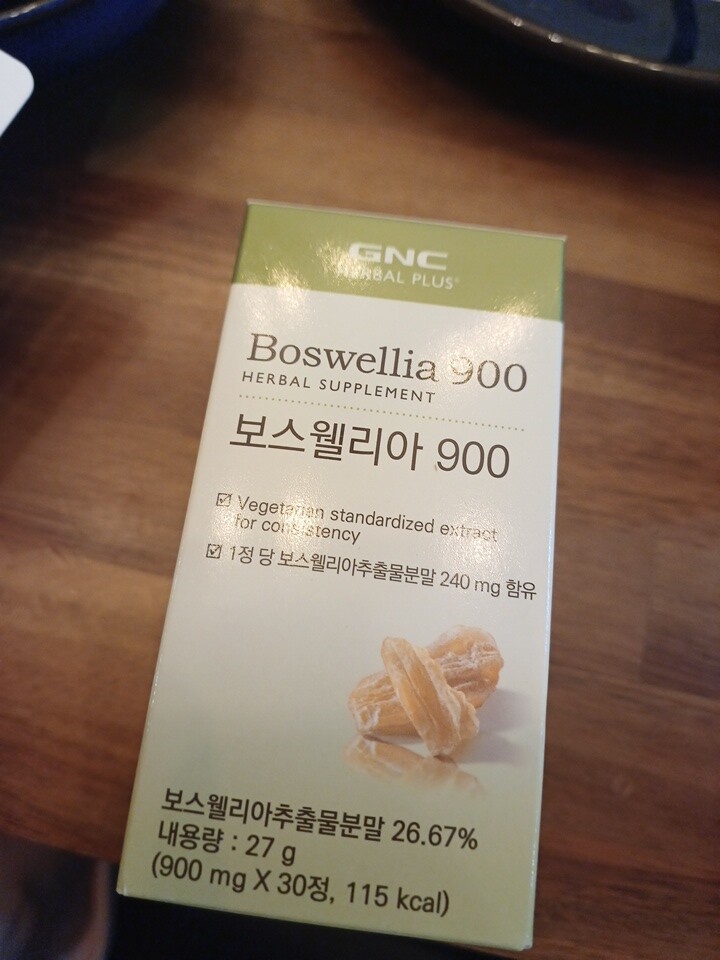 GNC
HERBAL PLUS®
Boswellia 900
HERBAL SUPPLEMENT
보스웰리아 900
☑ Vegetarian standardized extract
for consistency
☑ 1정 당 보스웰리아추출물분말 240 mg 함유
보스웰리아추출물분말 26.67%
내용량 : 27 g
(900 mg X 30정, 115 kcal)